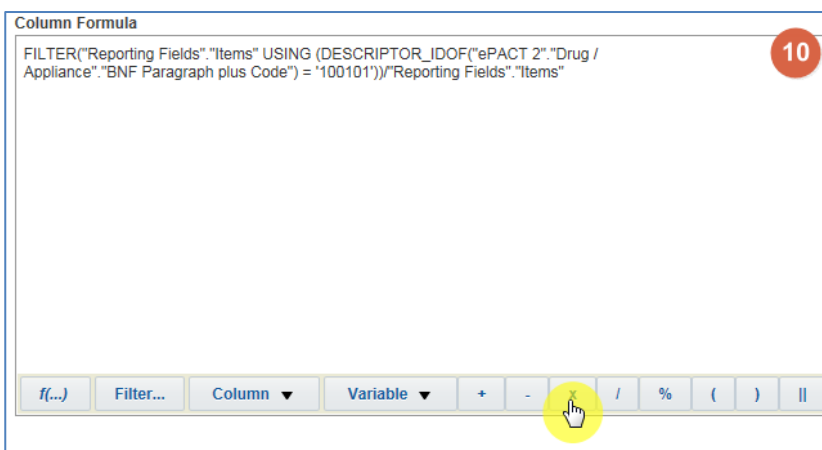 Column Formula
FILTER("Reporting Fields"."Items" USING (DESCRIPTOR_IDOF("ePACT 2"."Drug /
Appliance"."BNF Paragraph plus Code") = '100101'))/"Reporting Fields"."Items"
10
f(...) Filter... Column ▼ Variable ▼ + - x / % ( ) ||